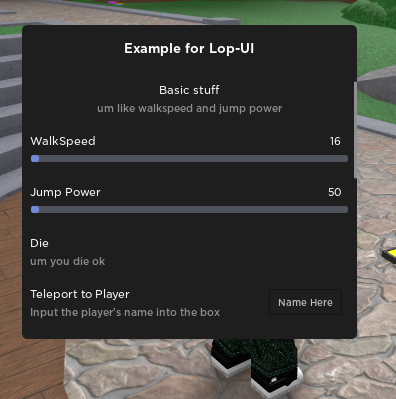 Example for Lop-UI
Basic stuff
um like walkspeed and jump power
WalkSpeed 16
Jump Power 50
Die
um you die ok
Teleport to Player
Input the player's name into the box
Name Here